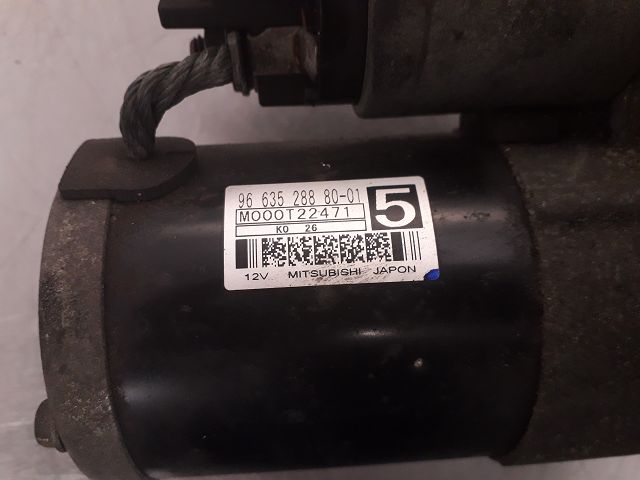 96 635 288 80-01
M000T22471
5
K0 26
12V MITSUBISHI JAPON